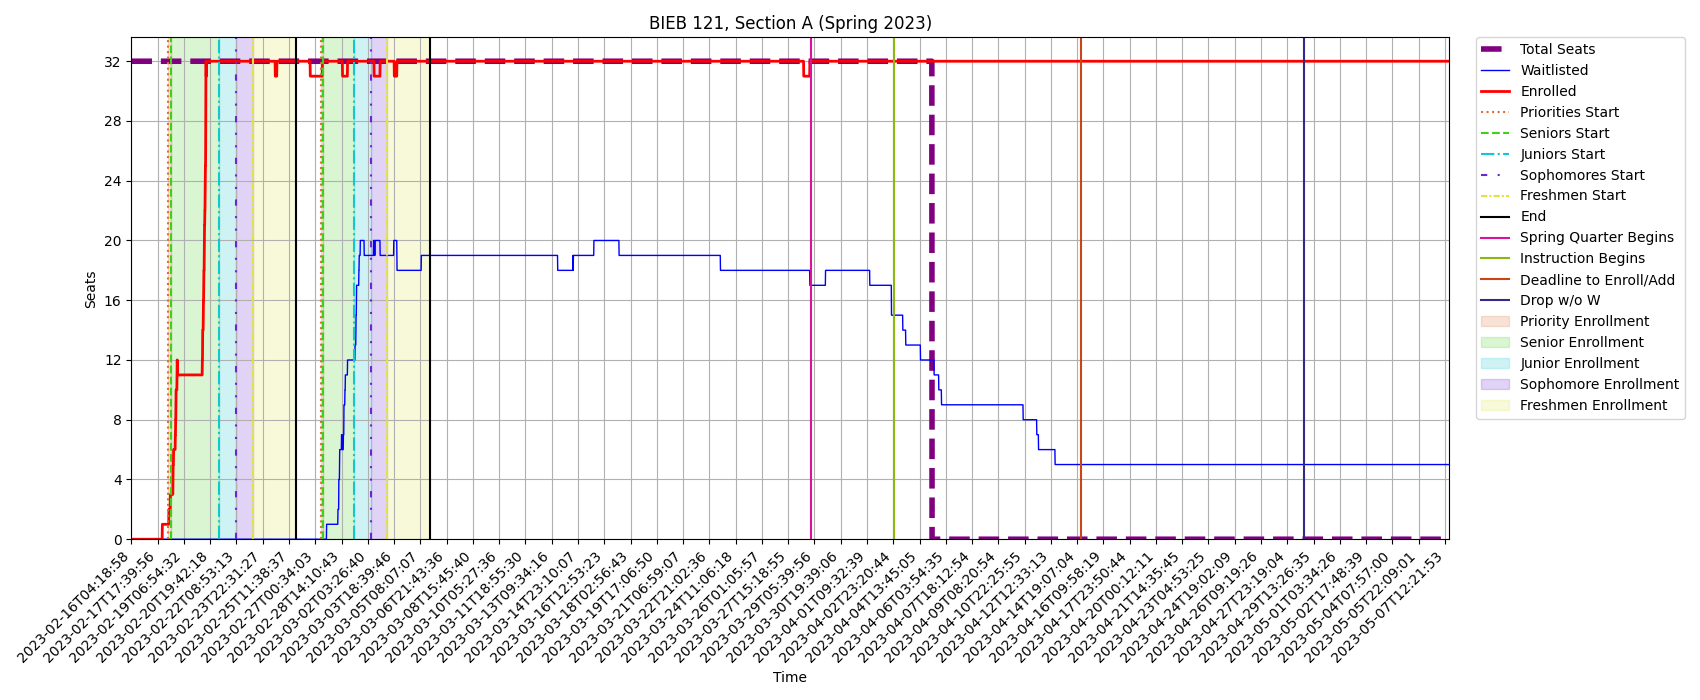 BIEB 121, Section A (Spring 2023)
Seats
32
28
24
20
16
12
8
4
0
2023-02-16T04:18:58
2023-02-17T17:39:56
2023-02-19T06:54:32
2023-02-20T19:42:18
2023-02-22T08:53:13
2023-02-23T22:31:27
2023-02-25T11:38:37
2023-02-27T00:34:03
2023-02-28T14:10:43
2023-03-02T03:26:40
2023-03-03T18:39:46
2023-03-05T08:07:07
2023-03-06T21:43:36
2023-03-08T15:45:40
2023-03-10T05:27:36
2023-03-11T18:55:30
2023-03-13T09:34:16
2023-03-14T23:10:07
2023-03-16T12:53:23
2023-03-18T02:56:43
2023-03-19T17:06:50
2023-03-21T06:59:07
2023-03-22T21:02:36
2023-03-24T11:06:18
2023-03-26T01:05:57
2023-03-27T15:18:55
2023-03-29T05:39:56
2023-03-30T19:39:06
2023-04-01T09:32:39
2023-04-02T23:20:44
2023-04-04T13:45:05
2023-04-06T03:54:35
2023-04-07T18:12:54
2023-04-09T08:20:54
2023-04-10T22:25:55
2023-04-12T12:33:13
2023-04-14T19:07:04
2023-04-16T09:58:19
2023-04-17T23:50:44
2023-04-20T00:12:11
2023-04-21T14:35:45
2023-04-23T04:53:25
2023-04-24T19:02:09
2023-04-26T09:19:26
2023-04-27T23:19:04
2023-04-29T13:26:35
2023-05-01T03:34:26
2023-05-02T17:48:39
2023-05-04T07:57:00
2023-05-05T22:09:01
2023-05-07T12:21:53
Time
Total Seats
Waitlisted
Enrolled
Priorities Start
Seniors Start
Juniors Start
Sophomores Start
Freshmen Start
End
Spring Quarter Begins
Instruction Begins
Deadline to Enroll/Add
Drop w/o W
Priority Enrollment
Senior Enrollment
Junior Enrollment
Sophomore Enrollment
Freshmen Enrollment